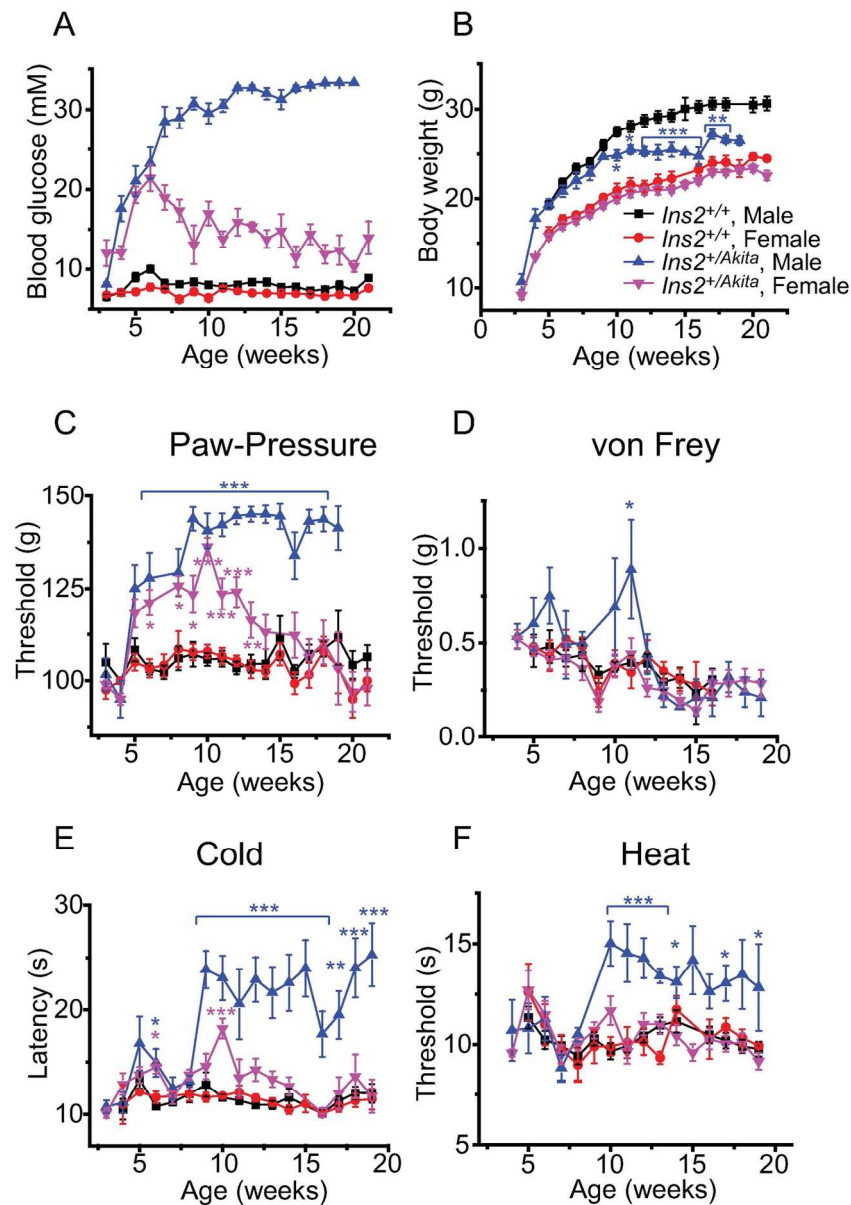 A
Blood glucose (mM)
30
20
10
5
10
15
20
Age (weeks)
B
Body weight (g)
30
20
10
*
*
***
**
Ins2+/+, Male
Ins2+/+, Female
Ins2+/Akita, Male
Ins2+/Akita, Female
0
5
10
15
20
Age (weeks)
C
Paw-Pressure
Threshold (g)
150
125
100
***
***
***
*
*
*
***
**
5
10
15
20
Age (weeks)
D
von Frey
Threshold (g)
1.0
0.5
0.0
*
5
10
15
20
Age (weeks)
E
Cold
Latency (s)
30
20
10
***
***
***
**
*
*
***
5
10
15
20
Age (weeks)
F
Heat
Threshold (s)
15
10
5
***
*
*
*
5
10
15
20
Age (weeks)